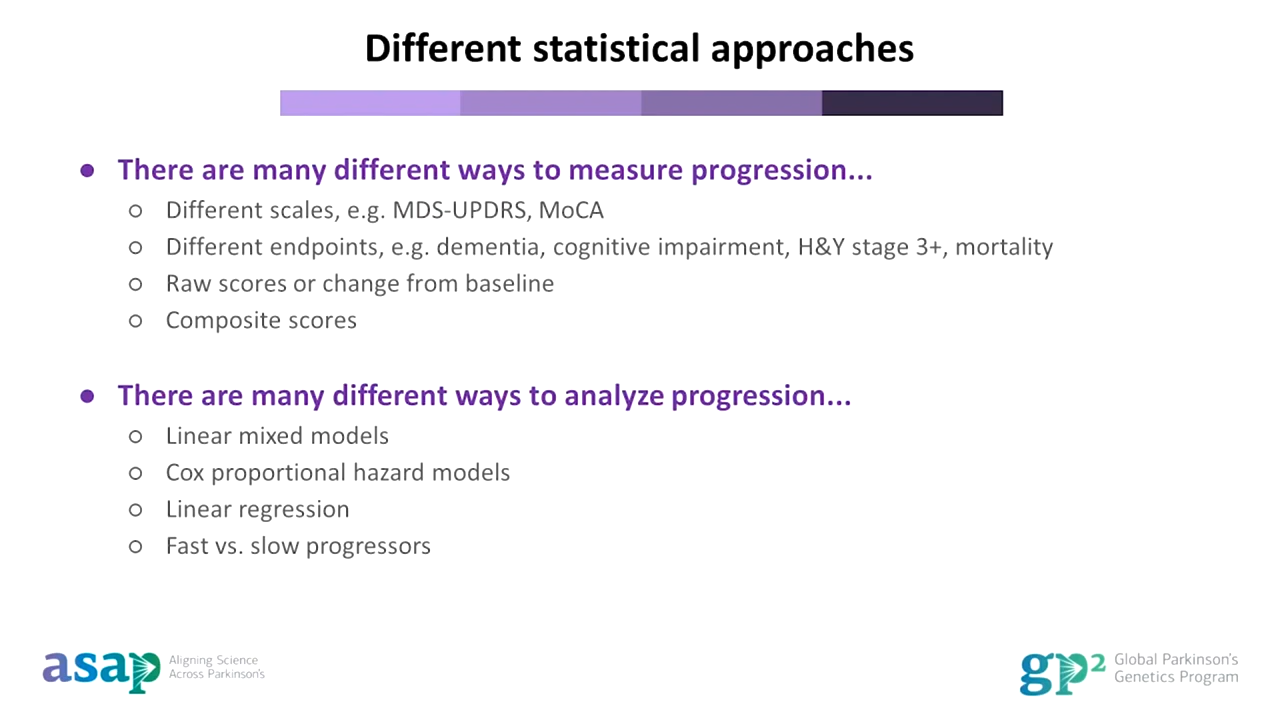 Different statistical approaches
● There are many different ways to measure progression...
○ Different scales, e.g. MDS-UPDRS, MoCA
○ Different endpoints, e.g. dementia, cognitive impairment, H&Y stage 3+, mortality
○ Raw scores or change from baseline
○ Composite scores
● There are many different ways to analyze progression...
○ Linear mixed models
○ Cox proportional hazard models
○ Linear regression
○ Fast vs. slow progressors
asap
Aligning Science
Across Parkinson's
gp2
Global Parkinson's
Genetics Program